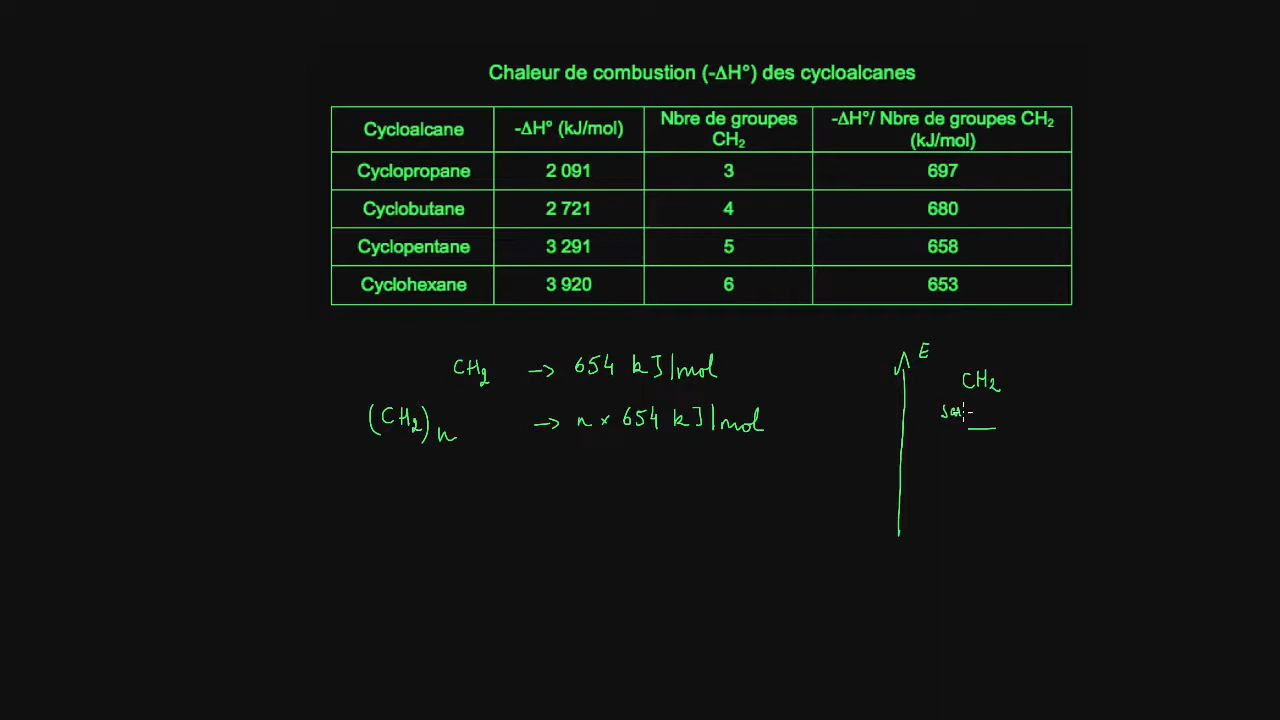 Chaleur de combustion (-ΔH°) des cycloalcanes
Cycloalcane -ΔH° (kJ/mol) Nbre de groupes CH₂ -ΔH°/ Nbre de groupes CH₂ (kJ/mol)
Cyclopropane 2 091 3 697
Cyclobutane 2 721 4 680
Cyclopentane 3 291 5 658
Cyclohexane 3 920 6 653
CH₂ → 654 kJ/mol
(CH₂)n → n × 654 kJ/mol
E
CH₂